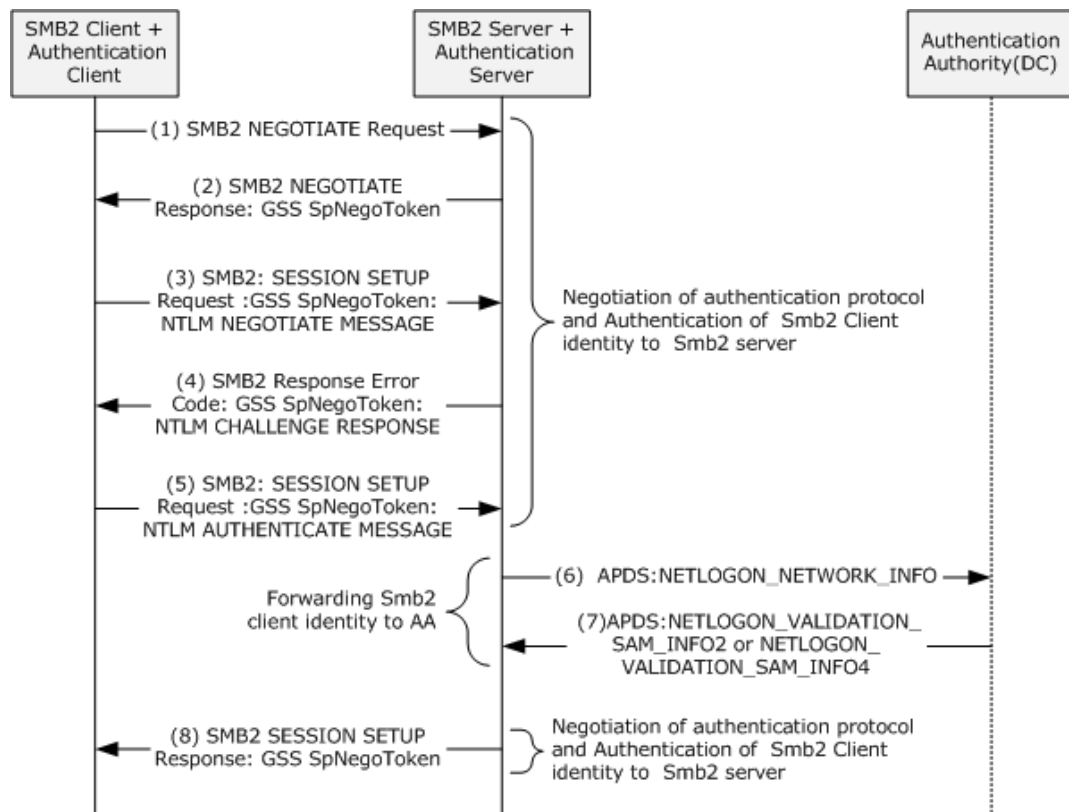 SMB2 Client +
Authentication
Client
SMB2 Server +
Authentication
Server
Authentication
Authority(DC)
(1) SMB2 NEGOTIATE Request
(2) SMB2 NEGOTIATE
Response: GSS SpNegoToken
(3) SMB2: SESSION SETUP
Request :GSS SpNegoToken:
NTLM NEGOTIATE MESSAGE
Negotiation of authentication protocol
and Authentication of Smb2 Client
identity to Smb2 server
(4) SMB2 Response Error
Code: GSS SpNegoToken:
NTLM CHALLENGE RESPONSE
(5) SMB2: SESSION SETUP
Request :GSS SpNegoToken:
NTLM AUTHENTICATE MESSAGE
(6) APDS:NETLOGON_NETWORK_INFO
Forwarding Smb2
client identity to AA
(7)APDS:NETLOGON_VALIDATION_
SAM_INFO2 or NETLOGON_
VALIDATION_SAM_INFO4
(8) SMB2 SESSION SETUP
Response: GSS SpNegoToken
Negotiation of authentication protocol
and Authentication of Smb2 Client
identity to Smb2 server